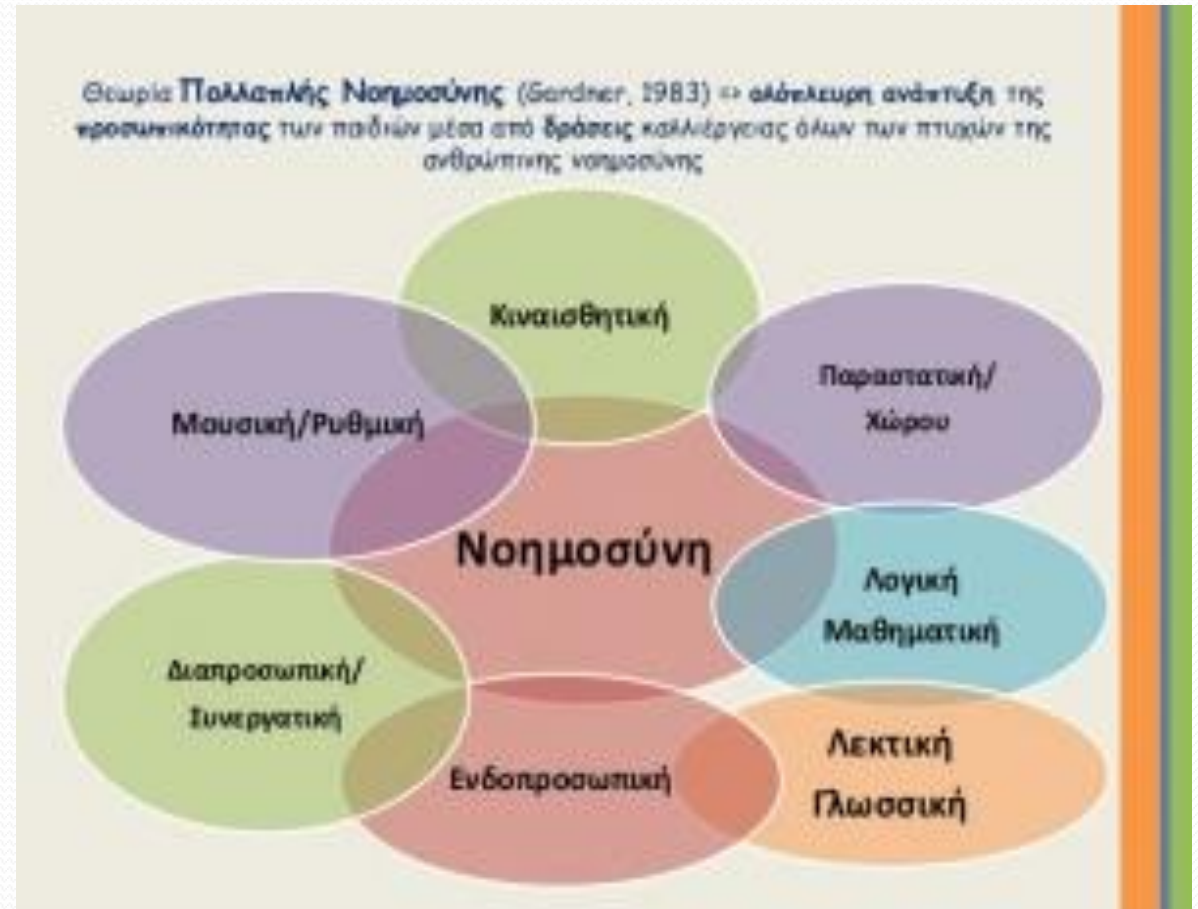 Θεωρία Πολλαπλής Νοημοσύνης (Gardner, 1983) ⇨ ολόπλευρη ανάπτυξη της
προσωπικότητας των παιδιών μέσα από δράσεις καλλιέργειας όλων των πτυχών της
ανθρώπινης νοημοσύνης
Κιναισθητική
Παραστατική/
Χώρου
Μουσική/Ρυθμική
Νοημοσύνη
Λογική
Μαθηματική
Διαπροσωπική/
Συνεργατική
Ενδοπροσωπική
Λεκτική
Γλωσσική